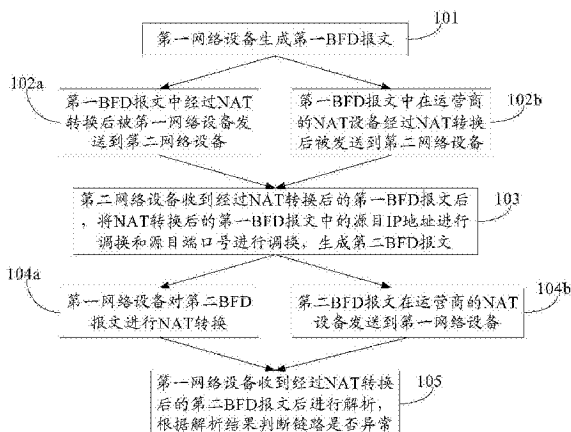 101
第一网络设备生成第一BFD报文
102a
第一BFD报文中经过NAT
转换后被第一网络设备发
送到第二网络设备
第一BFD报文中在运营商
的NAT设备经过NAT转换
后被发送到第二网络设备
102b
第二网络设备收到经过NAT转换后的第一BFD报文后
，将NAT转换后的第一BFD报文中的源目IP地址进行
调换和源目端口号进行调换，生成第二BFD报文
103
104a
第一网络设备对第二BFD
报文进行NAT转换
第二BFD报文在运营商的NAT
设备发送到第一网络设备
104b
第一网络设备收到经过NAT转换
后的第二BFD报文后进行解析，
根据解析结果判断链路是否异常
105